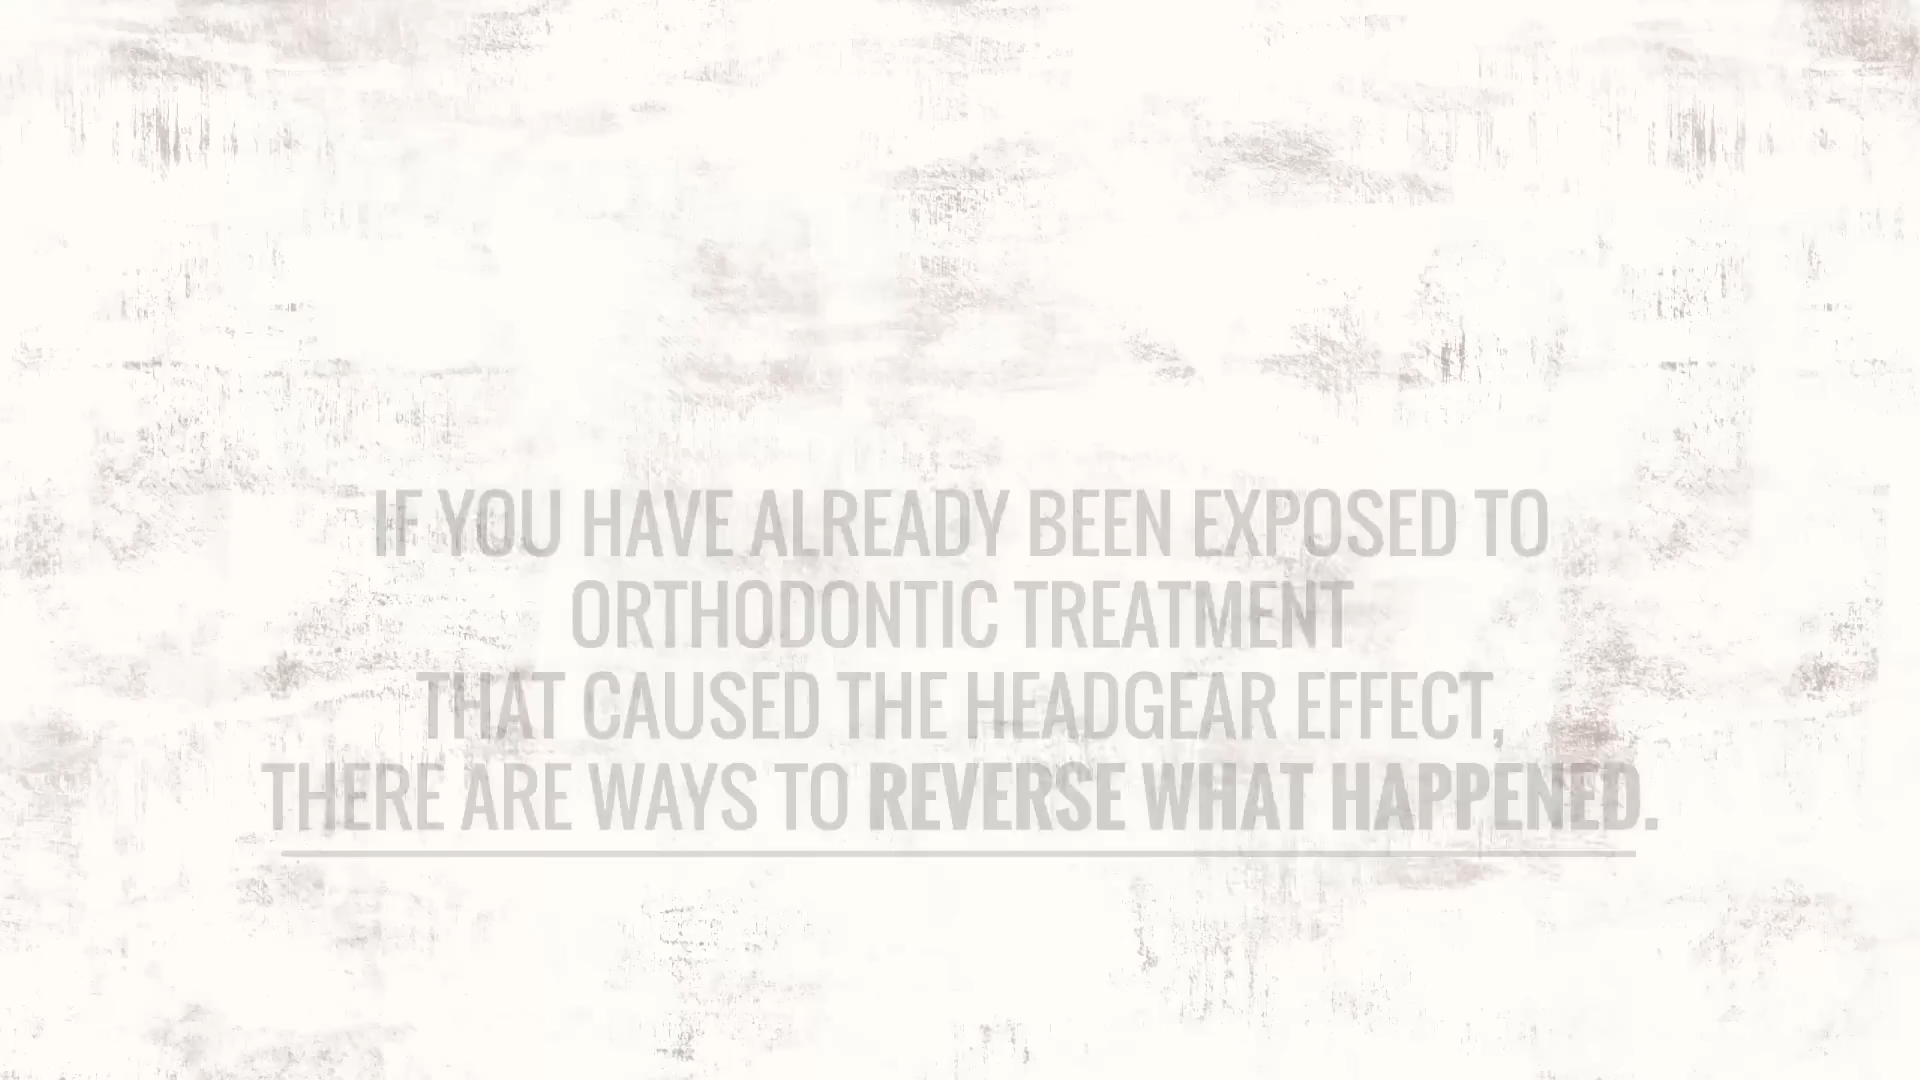 IF YOU HAVE ALREADY BEEN EXPOSED TO
ORTHODONTIC TREATMENT
THAT CAUSED THE HEADGEAR EFFECT,
THERE ARE WAYS TO REVERSE WHAT HAPPENED.